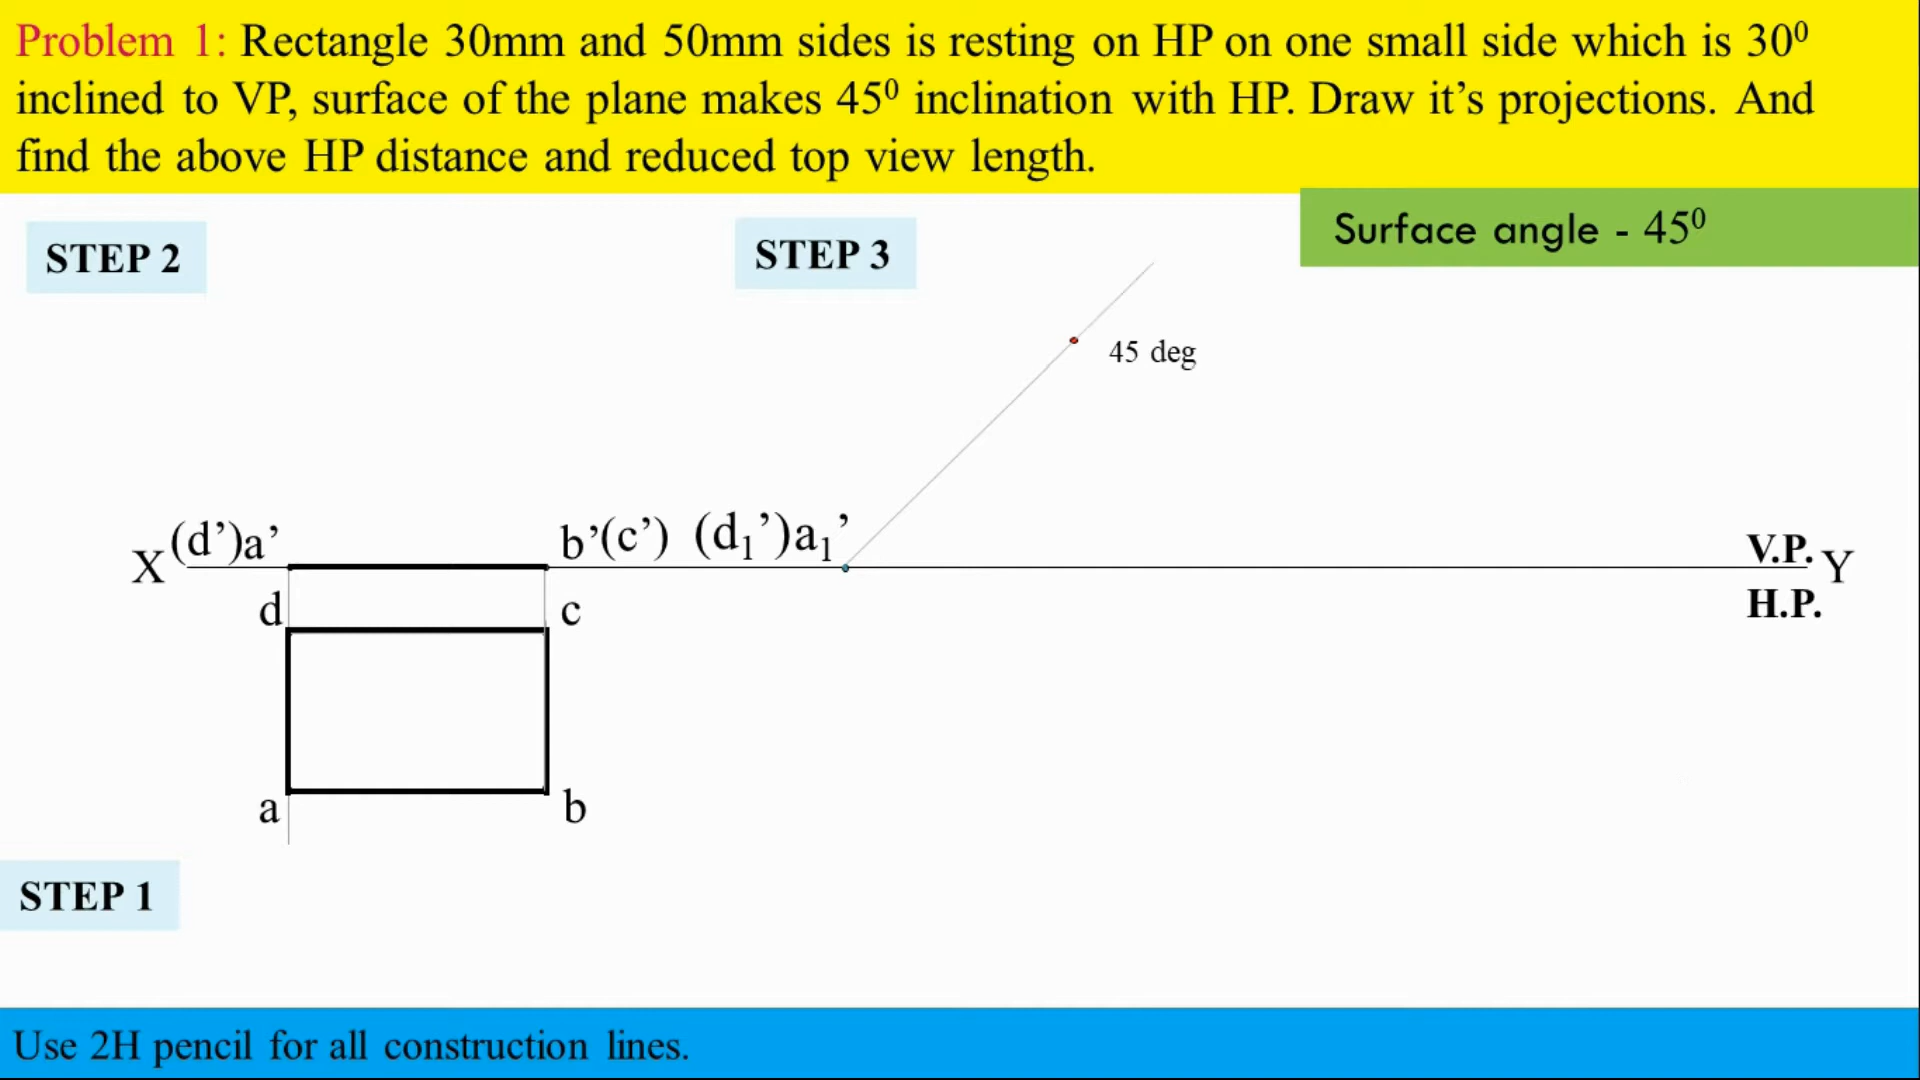 Problem 1: Rectangle 30mm and 50mm sides is resting on HP on one small side which is 30⁰
inclined to VP, surface of the plane makes 45⁰ inclination with HP. Draw it’s projections. And
find the above HP distance and reduced top view length.
Surface angle - 45⁰
STEP 2
STEP 3
45 deg
X (d’)a’ b’(c’) (d₁’)a₁’ V.P. Y
H.P.
d c
a b
STEP 1
Use 2H pencil for all construction lines.